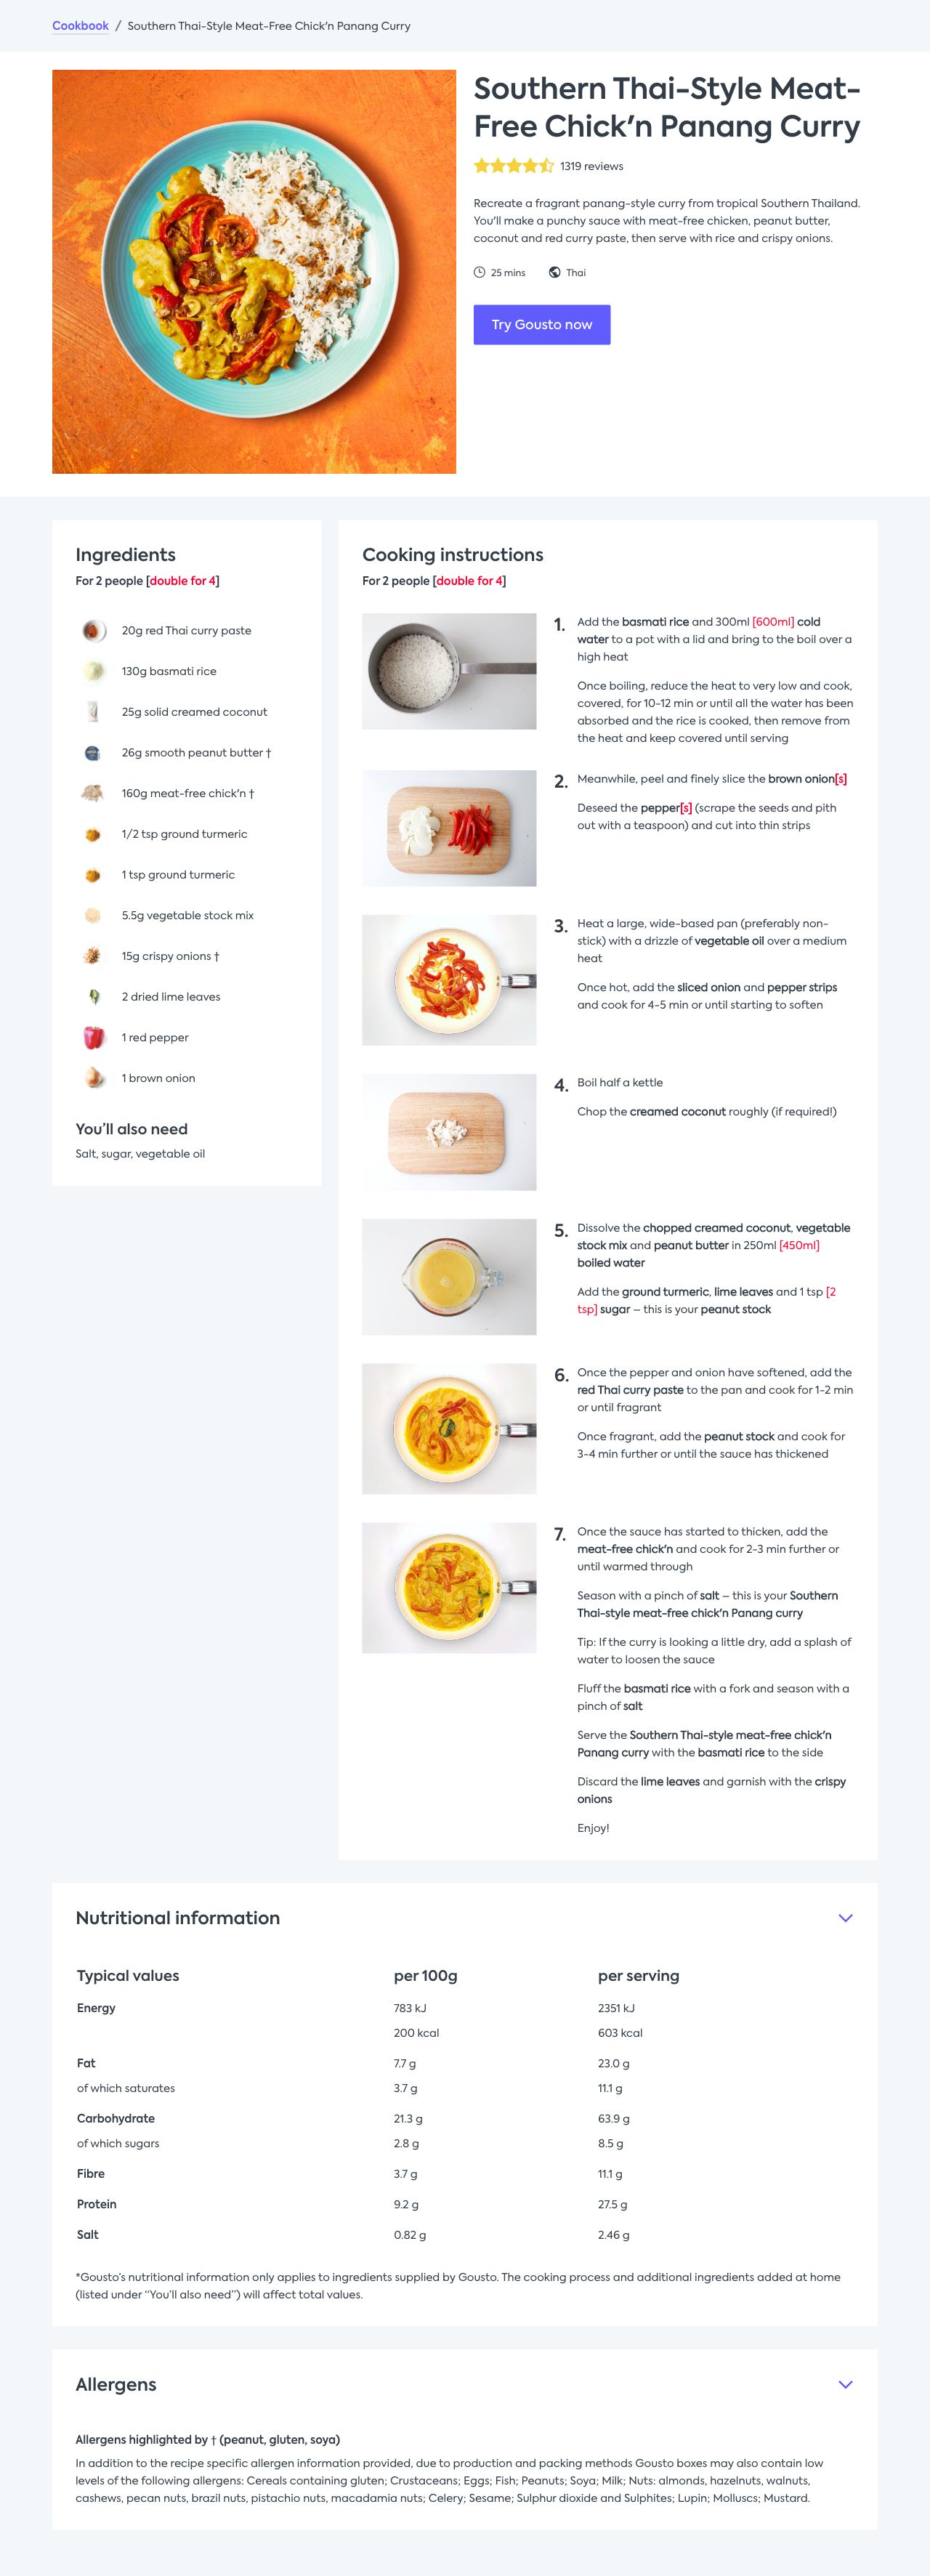 Cookbook / Southern Thai-Style Meat-Free Chick'n Panang Curry
Southern Thai-Style Meat-
Free Chick'n Panang Curry
1319 reviews
Recreate a fragrant panang-style curry from tropical Southern Thailand.
You'll make a punchy sauce with meat-free chicken, peanut butter,
coconut and red curry paste, then serve with rice and crispy onions.
25 mins
Thai
Try Gousto now
Ingredients
For 2 people [double for 4]
20g red Thai curry paste
130g basmati rice
25g solid creamed coconut
26g smooth peanut butter †
160g meat-free chick'n †
1/2 tsp ground turmeric
1 tsp ground turmeric
5.5g vegetable stock mix
15g crispy onions †
2 dried lime leaves
1 red pepper
1 brown onion
You'll also need
Salt, sugar, vegetable oil
Cooking instructions
For 2 people [double for 4]
1. Add the basmati rice and 300ml [600ml] cold
water to a pot with a lid and bring to the boil over a
high heat
Once boiling, reduce the heat to very low and cook,
covered, for 10-12 min or until all the water has been
absorbed and the rice is cooked, then remove from
the heat and keep covered until serving
2. Meanwhile, peel and finely slice the brown onion[s]
Deseed the pepper[s] (scrape the seeds and pith
out with a teaspoon) and cut into thin strips
3. Heat a large, wide-based pan (preferably non-
stick) with a drizzle of vegetable oil over a medium
heat
Once hot, add the sliced onion and pepper strips
and cook for 4-5 min or until starting to soften
4. Boil half a kettle
Chop the creamed coconut roughly (if required!)
5. Dissolve the chopped creamed coconut, vegetable
stock mix and peanut butter in 250ml [450ml]
boiled water
Add the ground turmeric, lime leaves and 1 tsp [2
tsp] sugar – this is your peanut stock
6. Once the pepper and onion have softened, add the
red Thai curry paste to the pan and cook for 1-2 min
or until fragrant
Once fragrant, add the peanut stock and cook for
3-4 min further or until the sauce has thickened
7. Once the sauce has started to thicken, add the
meat-free chick'n and cook for 2-3 min further or
until warmed through
Season with a pinch of salt – this is your Southern
Thai-style meat-free chick'n Panang curry
Tip: If the curry is looking a little dry, add a splash of
water to loosen the sauce
Fluff the basmati rice with a fork and season with a
pinch of salt
Serve the Southern Thai-style meat-free chick'n
Panang curry with the basmati rice to the side
Discard the lime leaves and garnish with the crispy
onions
Enjoy!
Nutritional information
Typical values per 100g per serving
Energy 783 kJ 2351 kJ
200 kcal 603 kcal
Fat 7.7 g 23.0 g
of which saturates 3.7 g 11.1 g
Carbohydrate 21.3 g 63.9 g
of which sugars 2.8 g 8.5 g
Fibre 3.7 g 11.1 g
Protein 9.2 g 27.5 g
Salt 0.82 g 2.46 g
*Gousto's nutritional information only applies to ingredients supplied by Gousto. The cooking process and additional ingredients added at home
(listed under “You'll also need”) will affect total values.
Allergens
Allergens highlighted by † (peanut, gluten, soya)
In addition to the recipe specific allergen information provided, due to production and packing methods Gousto boxes may also contain low
levels of the following allergens: Cereals containing gluten; Crustaceans; Eggs; Fish; Peanuts; Soya; Milk; Nuts: almonds, hazelnuts, walnuts,
cashews, pecan nuts, brazil nuts, pistachio nuts, macadamia nuts; Celery; Sesame; Sulphur dioxide and Sulphites; Lupin; Molluscs; Mustard.